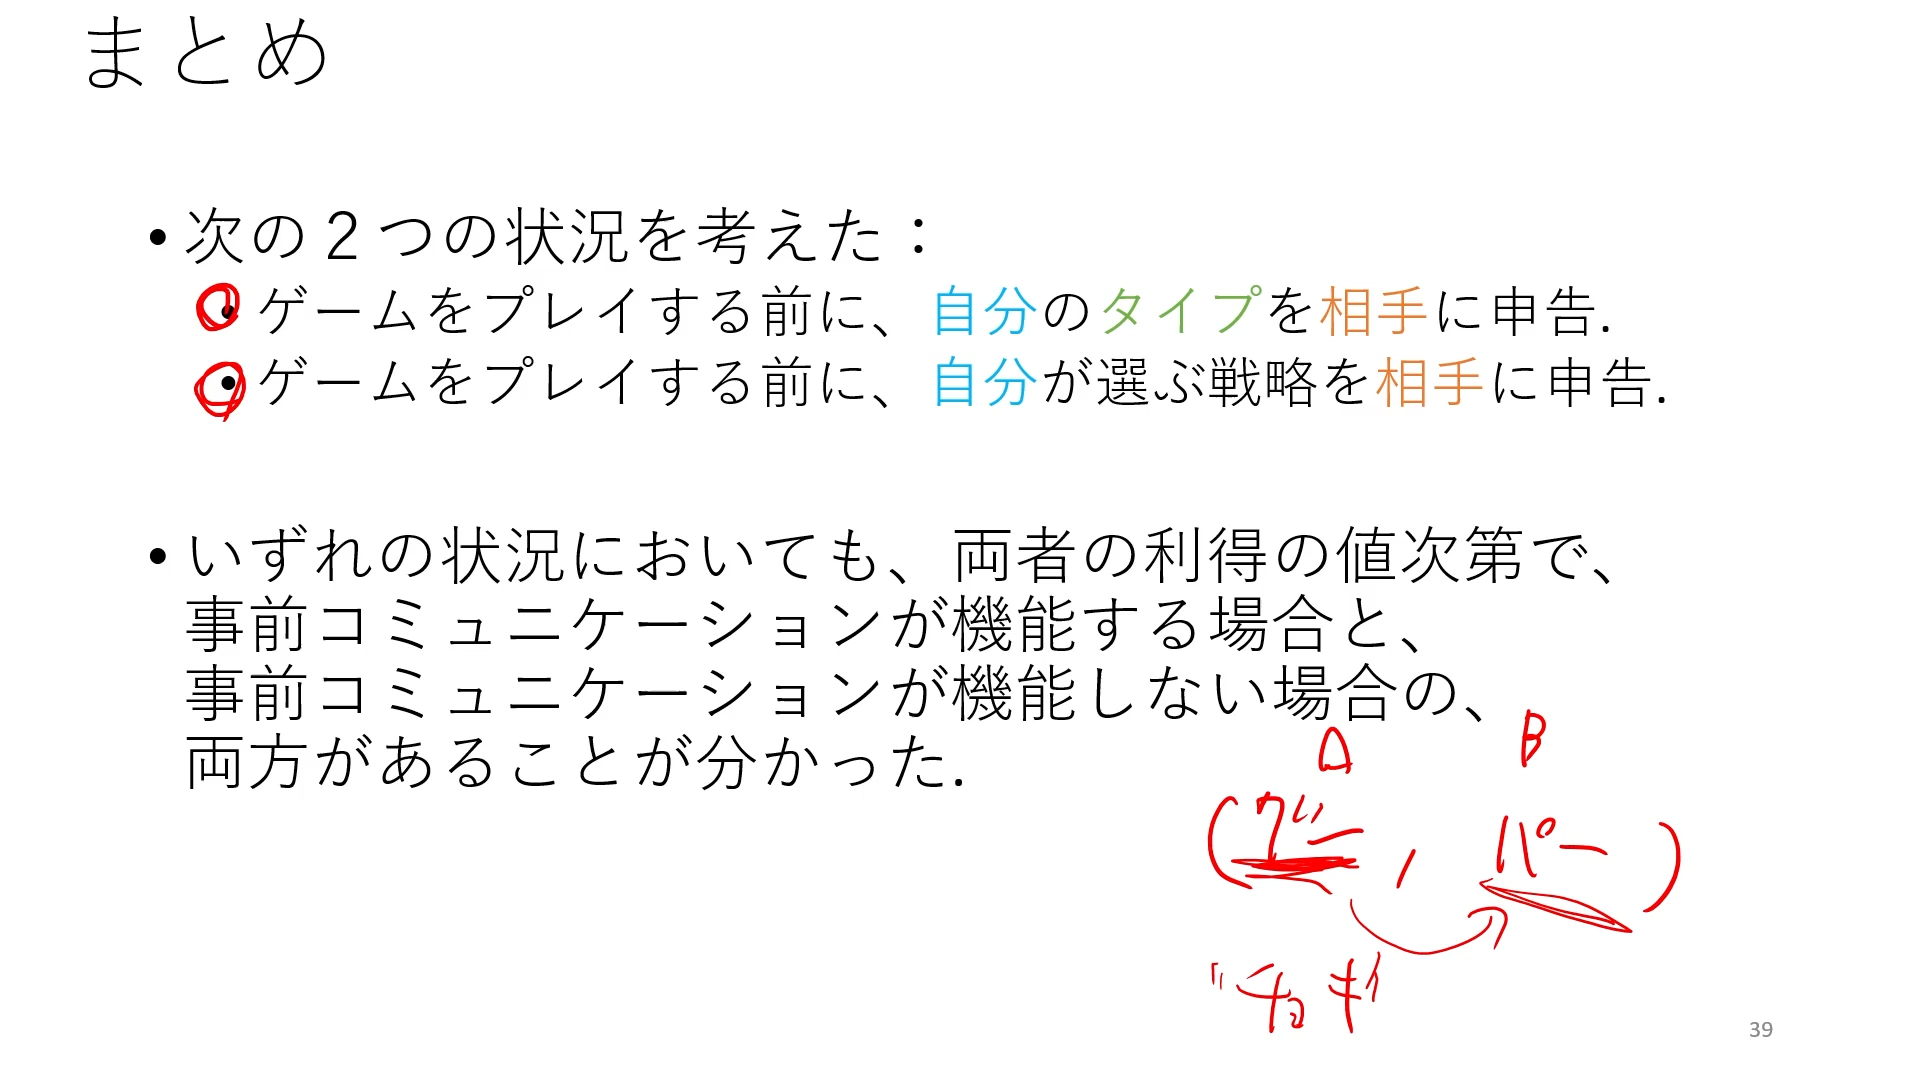 まとめ
• 次の２つの状況を考えた：
• ゲームをプレイする前に、自分のタイプを相手に申告.
• ゲームをプレイする前に、自分が選ぶ戦略を相手に申告.
• いずれの状況においても、両者の利得の値次第で、
事前コミュニケーションが機能する場合と、
事前コミュニケーションが機能しない場合の、
両方があることが分かった.
A B
(グー , パー)
"チョキ"
39